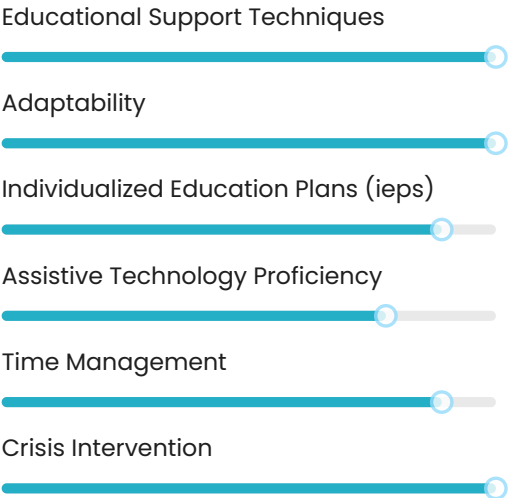 Educational Support Techniques
Adaptability
Individualized Education Plans (ieps)
Assistive Technology Proficiency
Time Management
Crisis Intervention